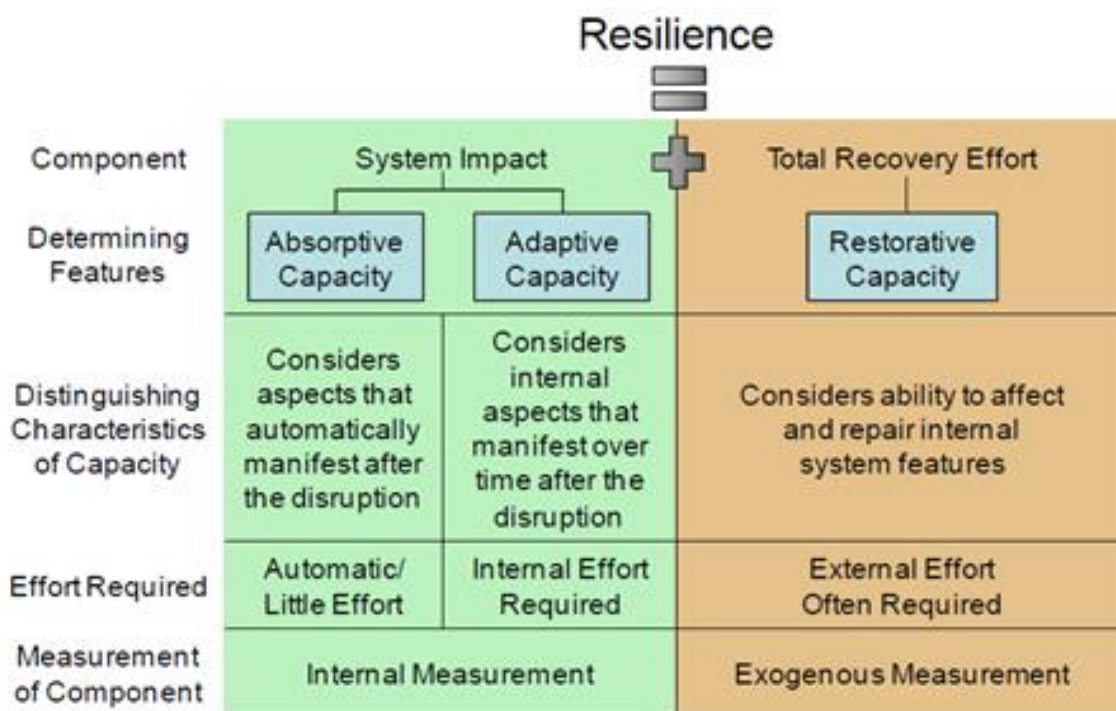 Resilience
Component
System Impact
Total Recovery Effort
Determining
Features
Absorptive
Capacity
Adaptive
Capacity
Restorative
Capacity
Distinguishing
Characteristics
of Capacity
Considers
aspects that
automatically
manifest after
the disruption
Considers
internal
aspects that
manifest over
time after the
disruption
Considers ability to affect
and repair internal
system features
Effort Required
Automatic/
Little Effort
Internal Effort
Required
External Effort
Often Required
Measurement
of Component
Internal Measurement
Exogenous Measurement